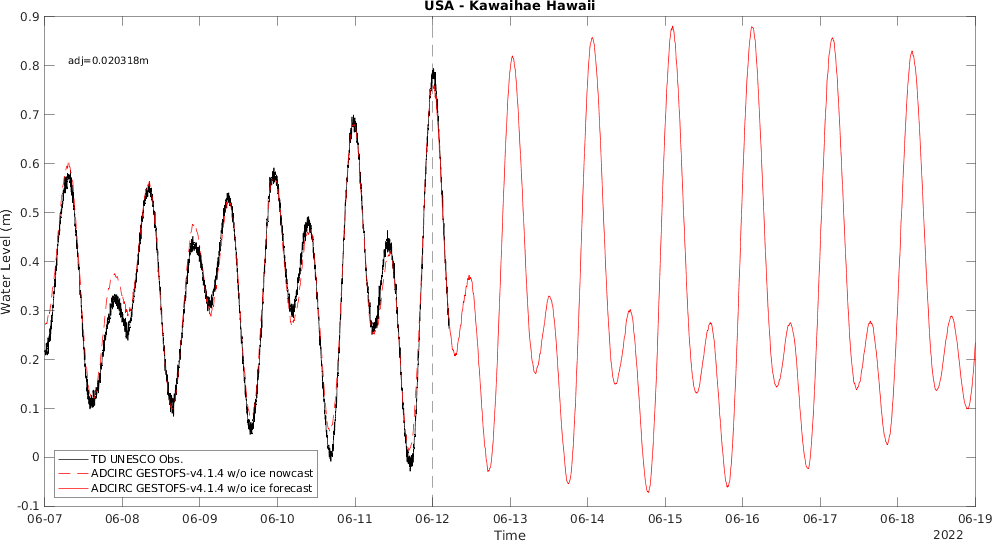 USA - Kawaihae Hawaii
0.9
0.8
0.7
0.6
0.5
0.4
0.3
0.2
0.1
0
-0.1
Water Level (m)
adj=0.020318m
TD UNESCO Obs.
ADCIRC GESTOFS-v4.1.4 w/o ice nowcast
ADCIRC GESTOFS-v4.1.4 w/o ice forecast
06-07 06-08 06-09 06-10 06-11 06-12 06-13 06-14 06-15 06-16 06-17 06-18 06-19
Time
2022